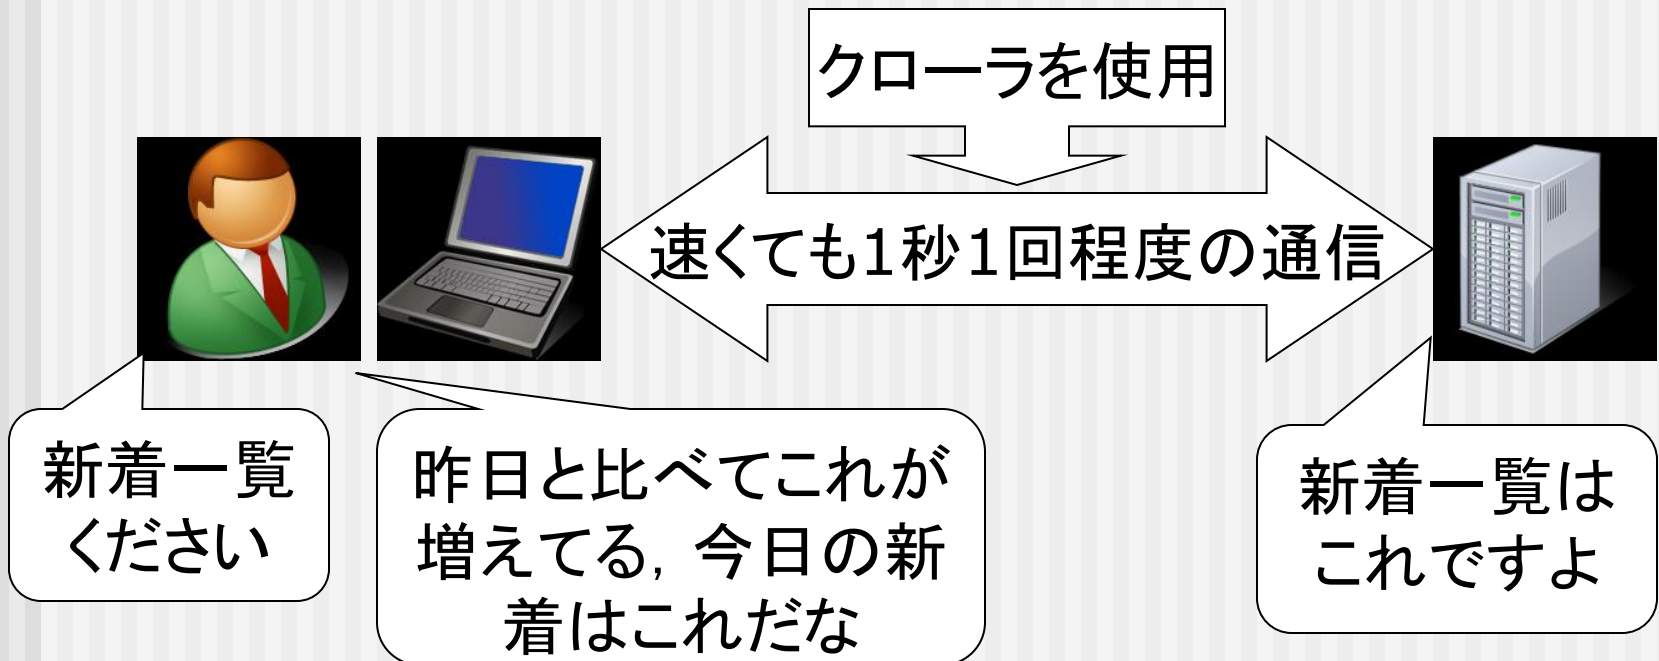 クローラを使用
速くても1秒1回程度の通信
新着一覧
ください
昨日と比べてこれが
増えてる, 今日の新
着はこれだな
新着一覧は
これですよ